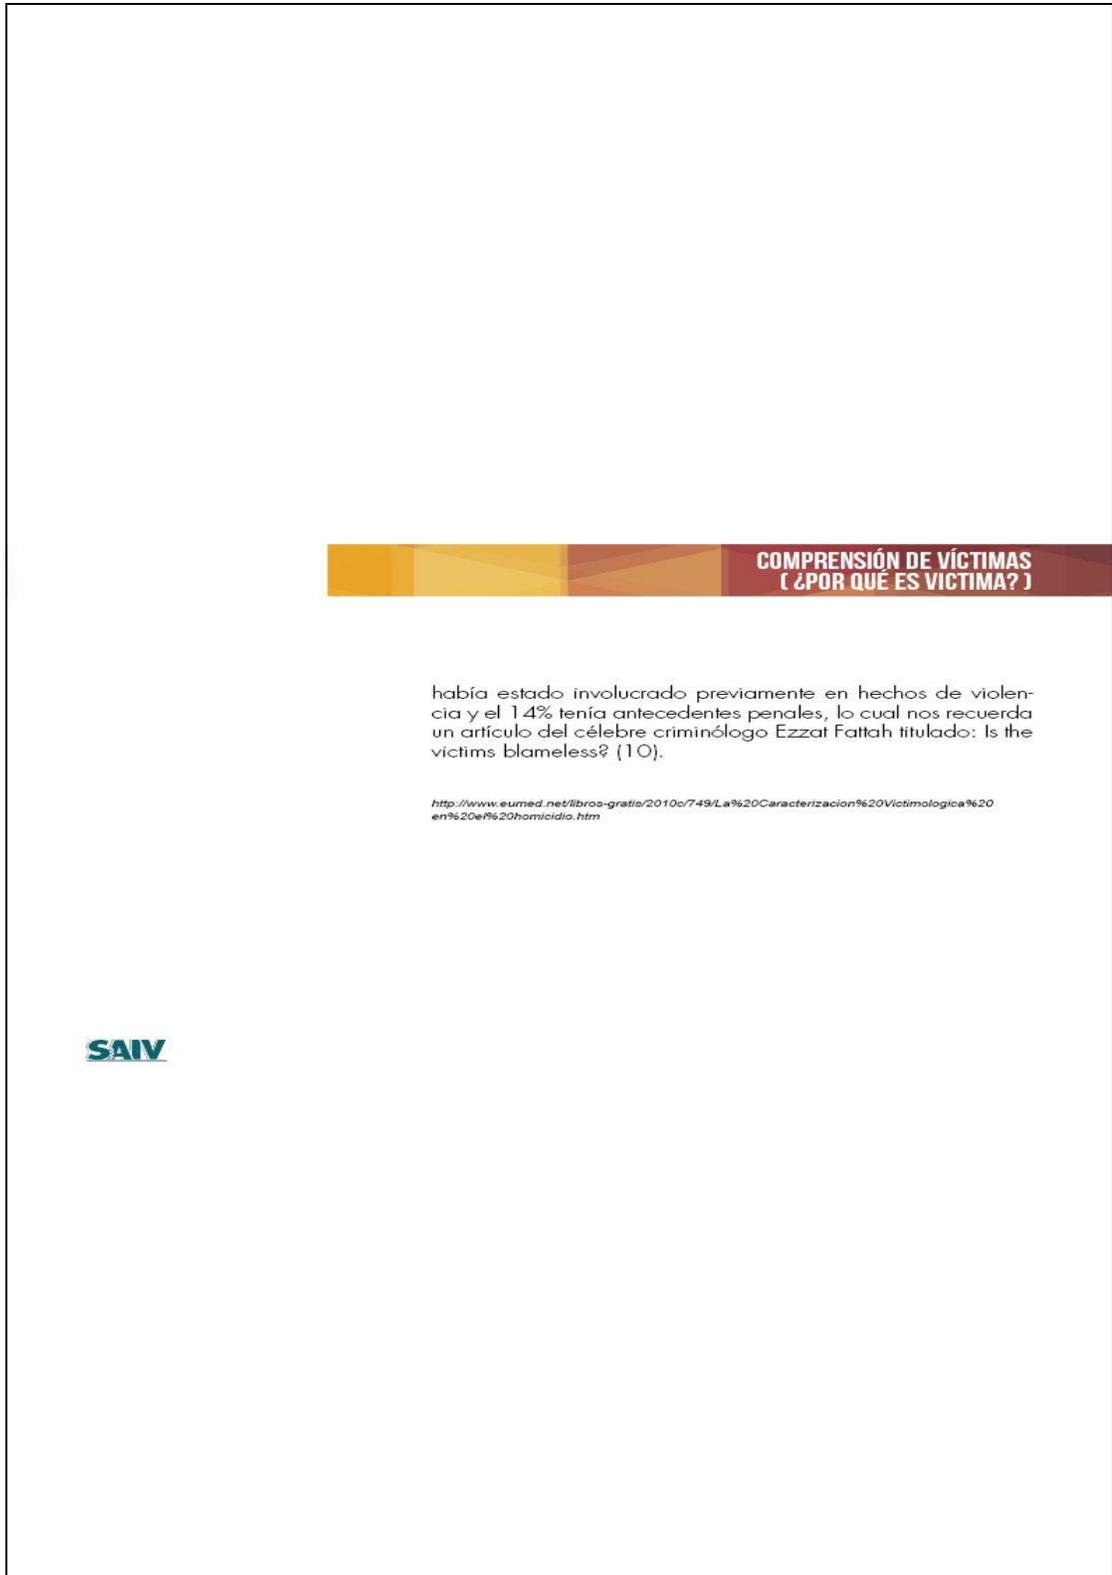 COMPRENSIÓN DE VÍCTIMAS
( ¿POR QUÉ ES VICTIMA? )
había estado involucrado previamente en hechos de violen-
cia y el 14% tenía antecedentes penales, lo cual nos recuerda
un artículo del célebre criminólogo Ezzat Fattah titulado: Is the
victims blameless? (10).
http://www.eumed.net/libros-gratis/2010c/749/La%20Caracterizacion%20Victimologica%20
en%20el%20homicidio.htm
SAIV